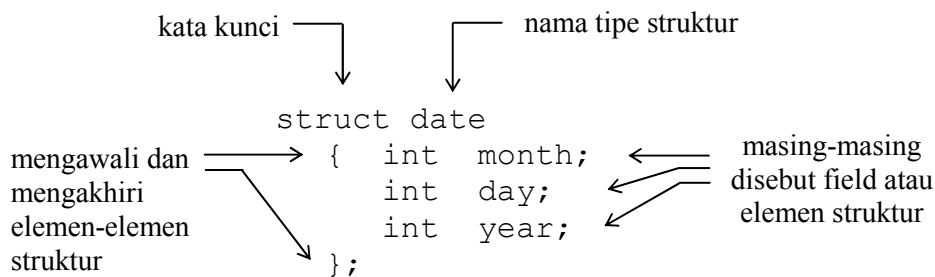 kata kunci
nama tipe struktur
struct date
mengawali dan
mengakhiri
elemen-elemen
struktur
{ int month;
int day;
int year;
};
masing-masing
disebut field atau
elemen struktur